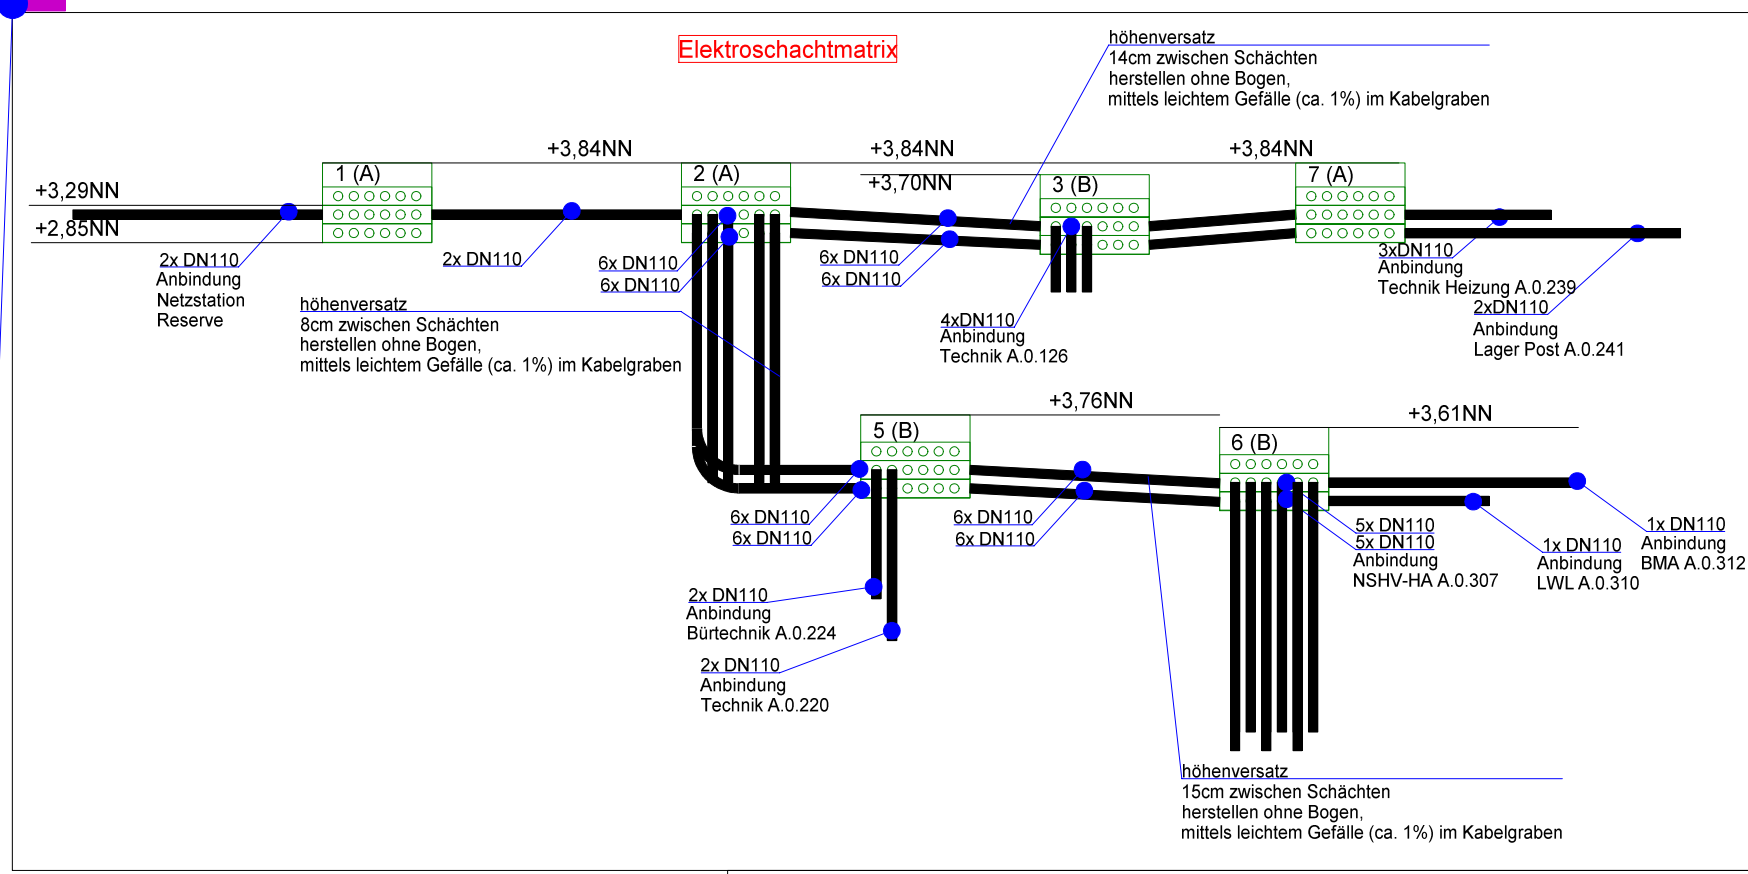 Elektroschachtmatrix
höhenversatz
14cm zwischen Schächten
herstellen ohne Bogen,
mittels leichtem Gefälle (ca. 1%) im Kabelgraben
+3,84NN
+3,84NN
+3,84NN
1 (A)
2 (A)
7 (A)
+3,70NN
3 (B)
+3,29NN
+2,85NN
2x DN110
Anbindung
Netzstation
Reserve
2x DN110
6x DN110
6x DN110
6x DN110
6x DN110
3xDN110
Anbindung
Technik Heizung A.0.239
2xDN110
Anbindung
Lager Post A.0.241
höhenversatz
8cm zwischen Schächten
herstellen ohne Bogen,
mittels leichtem Gefälle (ca. 1%) im Kabelgraben
4xDN110
Anbindung
Technik A.0.126
+3,76NN
+3,61NN
5 (B)
6 (B)
6x DN110
6x DN110
6x DN110
6x DN110
5x DN110
5x DN110
Anbindung
NSHV-HA A.0.307
1x DN110
Anbindung
LWL A.0.310
1x DN110
Anbindung
BMA A.0.312
2x DN110
Anbindung
Bürtechnik A.0.224
2x DN110
Anbindung
Technik A.0.220
höhenversatz
15cm zwischen Schächten
herstellen ohne Bogen,
mittels leichtem Gefälle (ca. 1%) im Kabelgraben